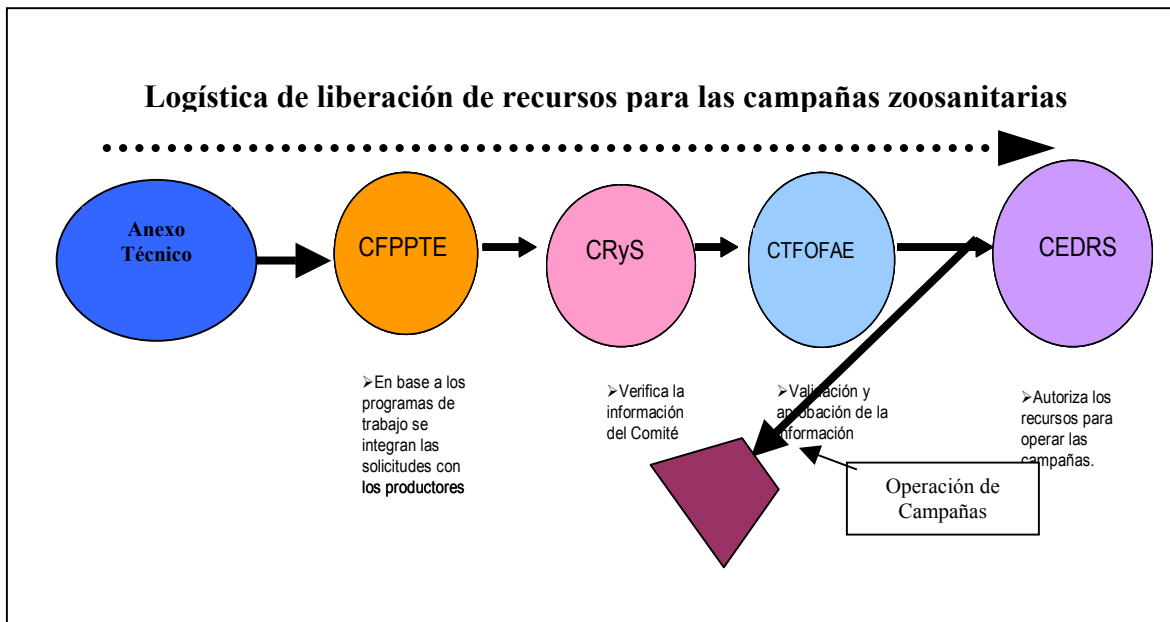 Logística de liberación de recursos para las campañas zoosanitarias
Anexo
Técnico
CFPPTE
CRyS
CTFOFAE
CEDRS
➢En base a los
programas de
trabajo se
integran las
solicitudes con
los productores
➢Verifica la
información
del Comité
➢Validación y
aprobación de la
información
➢Autoriza los
recursos para
operar las
campañas.
Operación de
Campañas